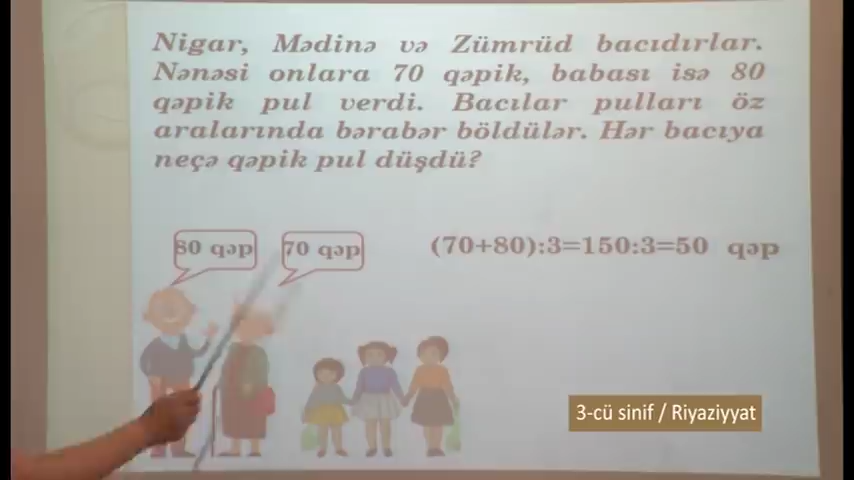 Nigar, Mədinə və Zümrüd bacıdırlar.
Nənəsi onlara 70 qəpik, babası isə 80
qəpik pul verdi. Bacılar pulları öz
aralarında bərabər böldülər. Hər bacıya
neçə qəpik pul düşdü?
80 qəp
70 qəp
(70+80):3=150:3=50 qəp
3-cü sinif / Riyaziyyat